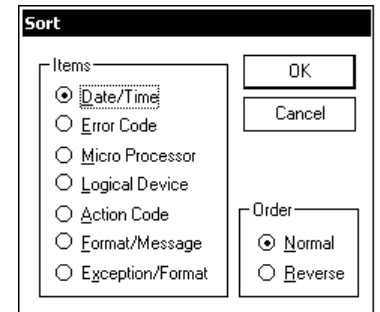 Sort
Items
Date/Time
Error Code
Micro Processor
Logical Device
Action Code
Format/Message
Exception/Format
OK
Cancel
Order
Normal
Reverse